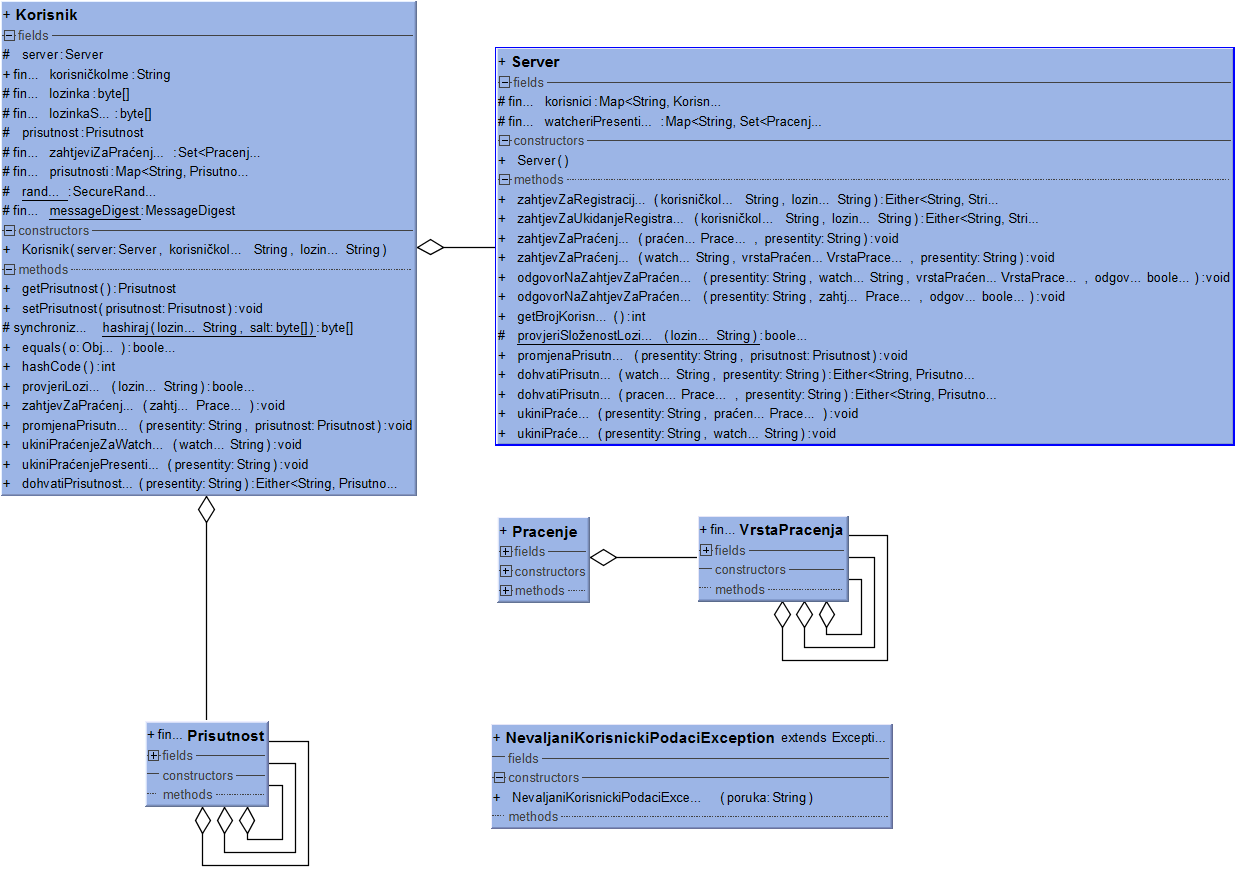 + Korisnik
fields
# server : Server
+ fin... korisničkoIme : String
# fin... lozinka : byte[]
# fin... lozinkaS... : byte[]
# prisutnost : Prisutnost
# fin... zahtjeviZaPraćenj... : Set<Pracenj...
# fin... prisutnosti : Map<String, Prisutno...
# rand... : SecureRand...
# fin... messageDigest : MessageDigest
constructors
+ Korisnik ( server : Server , korisničkoI... String , lozin... String )
methods
+ getPrisutnost ( ) : Prisutnost
+ setPrisutnost ( prisutnost : Prisutnost ) : void
# synchroniz... hashiraj ( lozin... String , salt : byte[] ) : byte[]
+ equals ( o : Obj... ) : boole...
+ hashCode ( ) : int
+ provjeriLozi... ( lozin... String ) : boole...
+ zahtjevZaPraćenj... ( zahtj... Prace... ) : void
+ promjenaPrisutn... ( presentity : String , prisutnost : Prisutnost ) : void
+ ukiniPraćenjeZaWatch... ( watch... String ) : void
+ ukiniPraćenjePresenti... ( presentity : String ) : void
+ dohvatiPrisutnost... ( presentity : String ) : Either<String, Prisutno...
+ Server
fields
# fin... korisnici : Map<String, Korisn...
# fin... watcheriPresenti... : Map<String, Set<Pracenj...
constructors
+ Server ( )
methods
+ zahtjevZaRegistracij... ( korisničkoI... String , lozin... String ) : Either<String, Stri...
+ zahtjevZaUkidanjeRegistra... ( korisničkoI... String , lozin... String ) : Either<String, Stri...
+ zahtjevZaPraćenj... ( praćen... Prace... , presentity : String ) : void
+ zahtjevZaPraćenj... ( watch... String , vrstaPraćen... VrstaPrace... , presentity : String ) : void
+ odgovorNaZahtjevZaPraćen... ( presentity : String , watch... String , vrstaPraćen... VrstaPrace... , odgov... boole... ) : void
+ odgovorNaZahtjevZaPraćen... ( presentity : String , zahtj... Prace... , odgov... boole... ) : void
+ getBrojKorisn... ( ) : int
# provjeriSloženostLozi... ( lozin... String ) : boole...
+ promjenaPrisutn... ( presentity : String , prisutnost : Prisutnost ) : void
+ dohvatiPrisutn... ( watch... String , presentity : String ) : Either<String, Prisutno...
+ dohvatiPrisutn... ( pracen... Prace... , presentity : String ) : Either<String, Prisutno...
+ ukiniPraće... ( presentity : String , praćen... Prace... ) : void
+ ukiniPraće... ( presentity : String , watch... String ) : void
+ Pracenje
fields
constructors
methods
+ fin... VrstaPracenja
fields
constructors
methods
+ fin... Prisutnost
fields
constructors
methods
+ NevaljaniKorisnickiPodaciException extends Excepti...
fields
constructors
+ NevaljaniKorisnickiPodaciExce... ( poruka : String )
methods